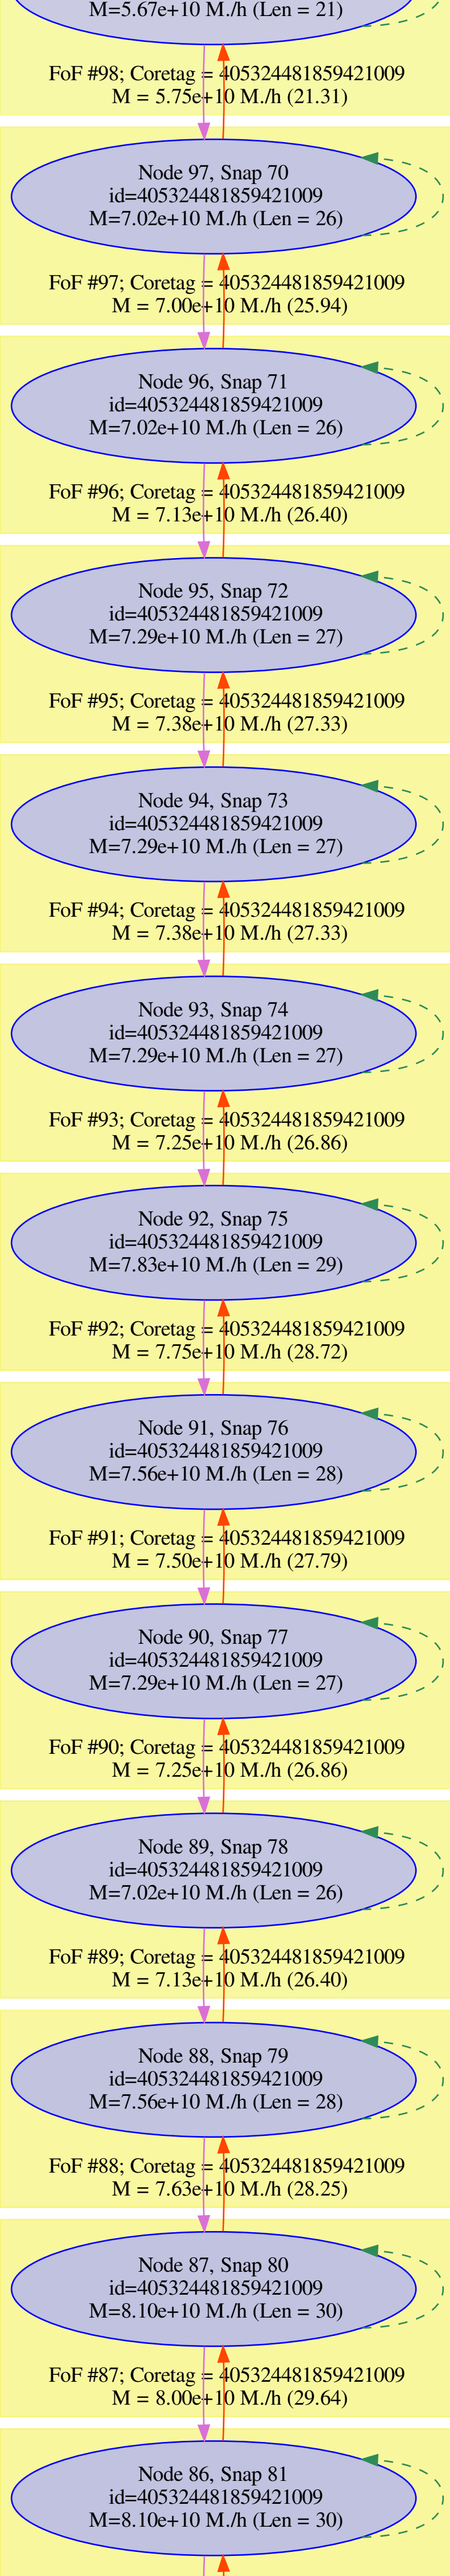 M=5.67e+10 M./h (Len = 21)
FoF #98; Coretag = 405324481859421009
M = 5.75e+10 M./h (21.31)
Node 97, Snap 70
id=405324481859421009
M=7.02e+10 M./h (Len = 26)
FoF #97; Coretag = 405324481859421009
M = 7.00e+10 M./h (25.94)
Node 96, Snap 71
id=405324481859421009
M=7.02e+10 M./h (Len = 26)
FoF #96; Coretag = 405324481859421009
M = 7.13e+10 M./h (26.40)
Node 95, Snap 72
id=405324481859421009
M=7.29e+10 M./h (Len = 27)
FoF #95; Coretag = 405324481859421009
M = 7.38e+10 M./h (27.33)
Node 94, Snap 73
id=405324481859421009
M=7.29e+10 M./h (Len = 27)
FoF #94; Coretag = 405324481859421009
M = 7.38e+10 M./h (27.33)
Node 93, Snap 74
id=405324481859421009
M=7.29e+10 M./h (Len = 27)
FoF #93; Coretag = 405324481859421009
M = 7.25e+10 M./h (26.86)
Node 92, Snap 75
id=405324481859421009
M=7.83e+10 M./h (Len = 29)
FoF #92; Coretag = 405324481859421009
M = 7.75e+10 M./h (28.72)
Node 91, Snap 76
id=405324481859421009
M=7.56e+10 M./h (Len = 28)
FoF #91; Coretag = 405324481859421009
M = 7.50e+10 M./h (27.79)
Node 90, Snap 77
id=405324481859421009
M=7.29e+10 M./h (Len = 27)
FoF #90; Coretag = 405324481859421009
M = 7.25e+10 M./h (26.86)
Node 89, Snap 78
id=405324481859421009
M=7.02e+10 M./h (Len = 26)
FoF #89; Coretag = 405324481859421009
M = 7.13e+10 M./h (26.40)
Node 88, Snap 79
id=405324481859421009
M=7.56e+10 M./h (Len = 28)
FoF #88; Coretag = 405324481859421009
M = 7.63e+10 M./h (28.25)
Node 87, Snap 80
id=405324481859421009
M=8.10e+10 M./h (Len = 30)
FoF #87; Coretag = 405324481859421009
M = 8.00e+10 M./h (29.64)
Node 86, Snap 81
id=405324481859421009
M=8.10e+10 M./h (Len = 30)